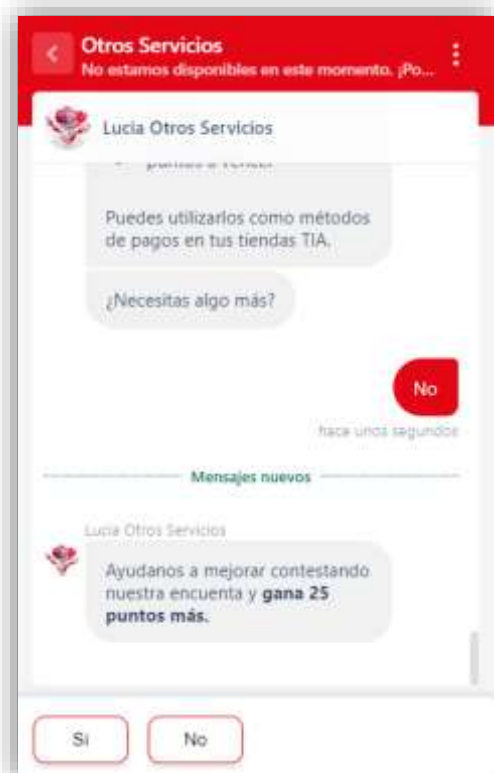 Otros Servicios
No estamos disponibles en este momento. ¡Po...
Lucia Otros Servicios
puntos a vencer
Puedes utilizarlos como métodos
de pagos en tus tiendas TIA.
¿Necesitas algo más?
No
hace unos segundos
Mensajes nuevos
Lucia Otros Servicios
Ayudanos a mejorar contestando
nuestra encuenta y gana 25
puntos más.
Si
No